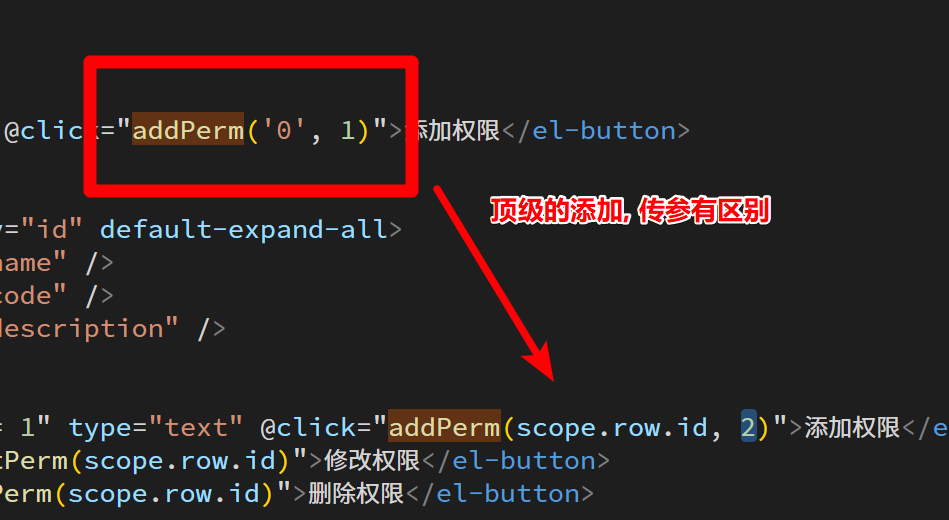 @click="addPerm('0', 1)">添加权限</el-button>
顶级的添加, 传参有区别
="id" default-expand-all>
name" />
code" />
description" />
= 1" type="text" @click="addPerm(scope.row.id, 2)">添加权限</e
tPerm(scope.row.id)">修改权限</el-button>
Perm(scope.row.id)">删除权限</el-button>